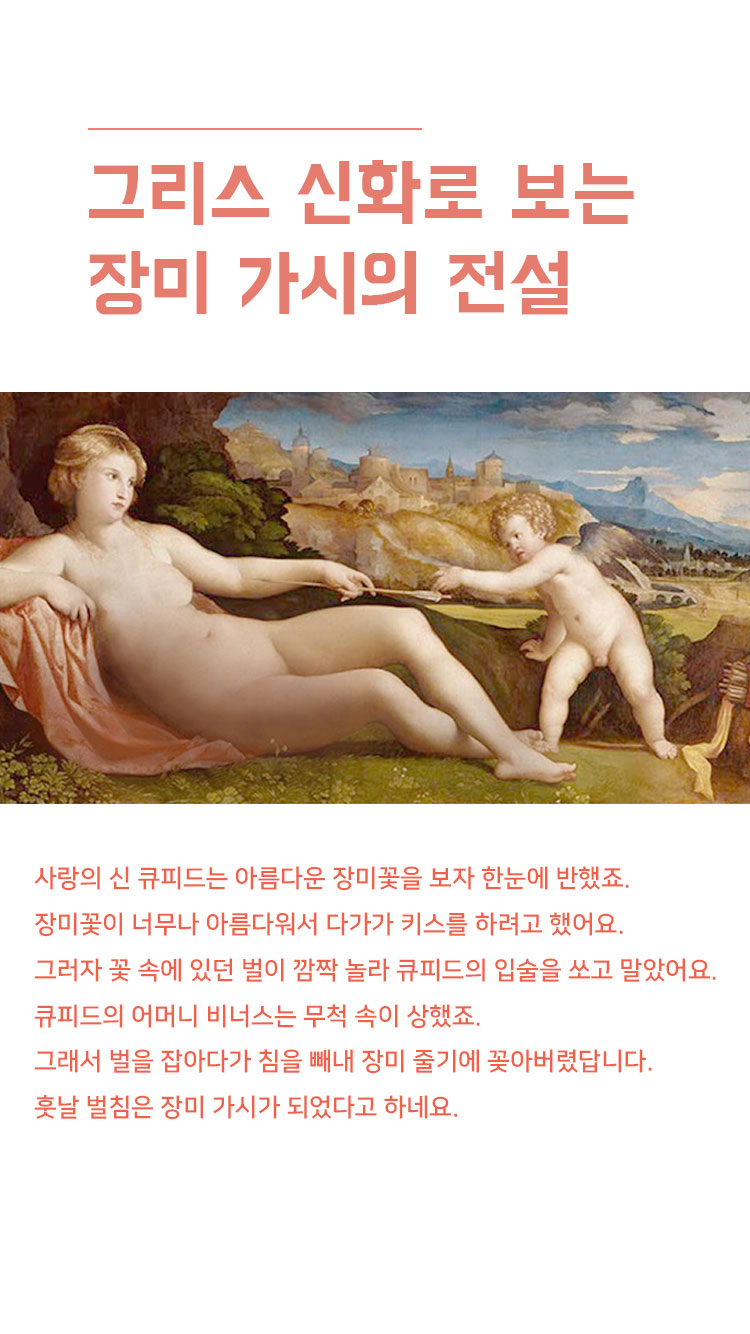 그리스 신화로 보는
장미 가시의 전설
사랑의 신 큐피드는 아름다운 장미꽃을 보자 한눈에 반했죠.
장미꽃이 너무나 아름다워서 다가가 키스를 하려고 했어요.
그러자 꽃 속에 있던 벌이 깜짝 놀라 큐피드의 입술을 쏘고 말았어요.
큐피드의 어머니 비너스는 무척 속이 상했죠.
그래서 벌을 잡아다가 침을 빼내 장미 줄기에 꽂아버렸답니다.
훗날 벌침은 장미 가시가 되었다고 하네요.